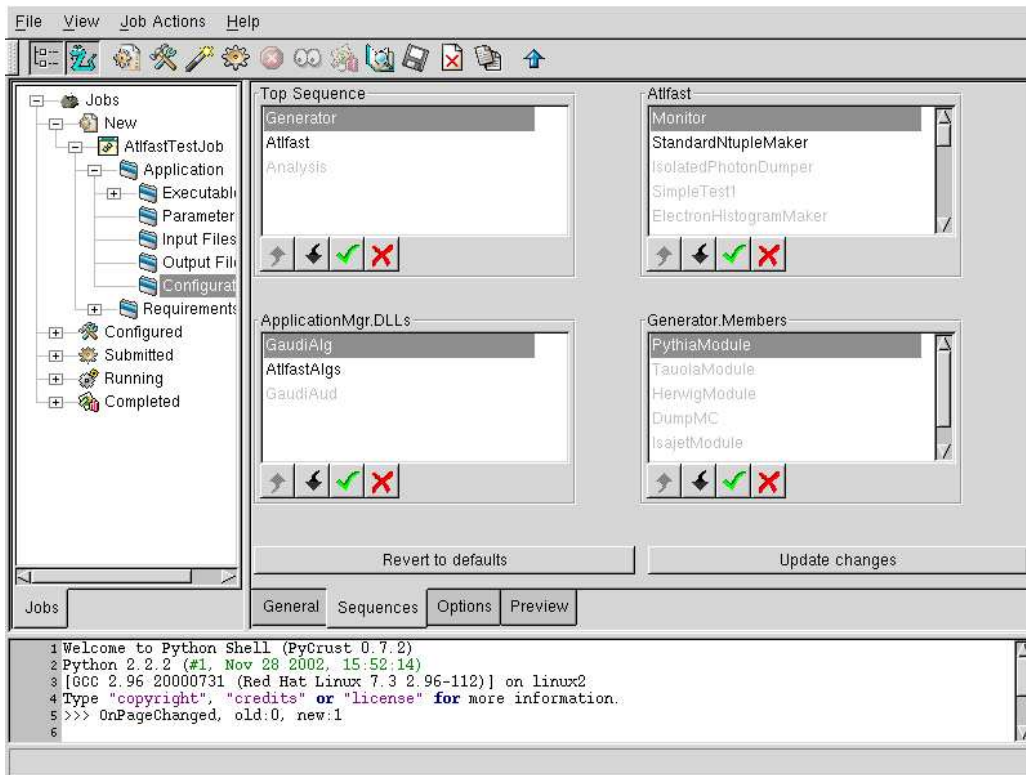 File View Job Actions Help
Jobs
New
AtlfastTestJob
Application
Executabl
Parameter
Input Files
Output Fil
Configurat
Requirements
Configured
Submitted
Running
Completed
Jobs
Top Sequence
Generator
Atlfast
Analysis
Atlfast
Monitor
StandardNtupleMaker
IsolatedPhotonDumper
SimpleTest1
ElectronHistogramMaker
ApplicationMgr.DLLs
GaudiAlg
AtlfastAlgs
GaudiAud
Generator.Members
PythiaModule
TauolaModule
HerwigModule
DumpMC
IsajetModule
Revert to defaults
Update changes
General Sequences Options Preview
1 Welcome to Python Shell (PyCrust 0.7.2)
2 Python 2.2.2 (#1, Nov 28 2002, 15:52:14)
3 [GCC 2.96 20000731 (Red Hat Linux 7.3 2.96-112)] on linux2
4 Type "copyright", "credits" or "license" for more information.
5 >>> OnPageChanged, old:0, new:1
6